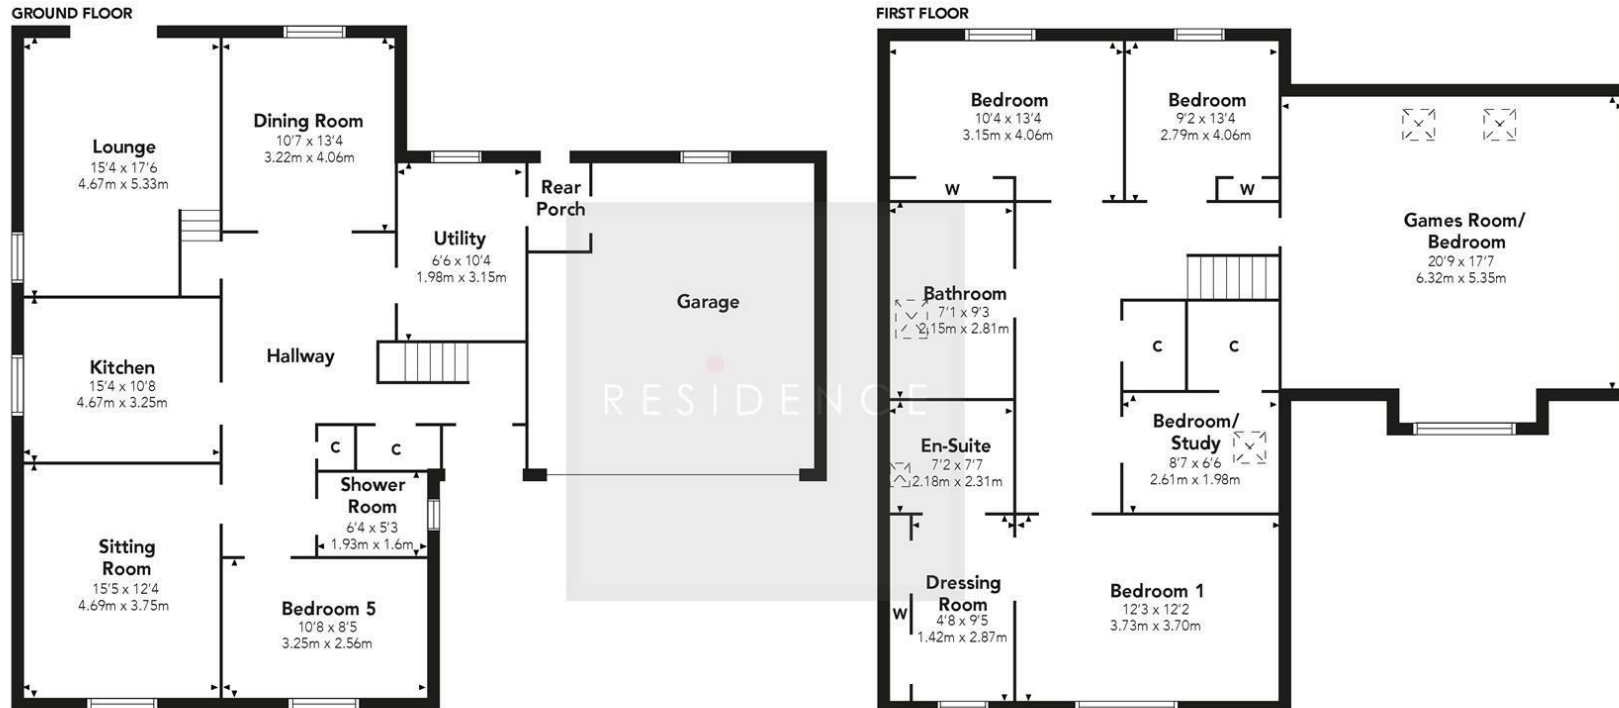 GROUND FLOOR
Lounge
15'4 x 17'6
4.67m x 5.33m
Dining Room
10'7 x 13'4
3.22m x 4.06m
Utility
6'6 x 10'4
1.98m x 3.15m
Rear
Porch
Garage
Kitchen
15'4 x 10'8
4.67m x 3.25m
Hallway
C
C
Shower
Room
6'4 x 5'3
1.93m x 1.6m
Sitting
Room
15'5 x 12'4
4.69m x 3.75m
Bedroom 5
10'8 x 8'5
3.25m x 2.56m
RESIDENCE
FIRST FLOOR
Bedroom
10'4 x 13'4
3.15m x 4.06m
W
Bedroom
9'2 x 13'4
2.79m x 4.06m
W
Games Room/
Bedroom
20'9 x 17'7
6.32m x 5.35m
Bathroom
7'1 x 9'3
2.15m x 2.81m
C
C
En-Suite
7'2 x 7'7
2.18m x 2.31m
Bedroom/
Study
8'7 x 6'6
2.61m x 1.98m
Dressing
Room
4'8 x 9'5
1.42m x 2.87m
W
Bedroom 1
12'3 x 12'2
3.73m x 3.70m